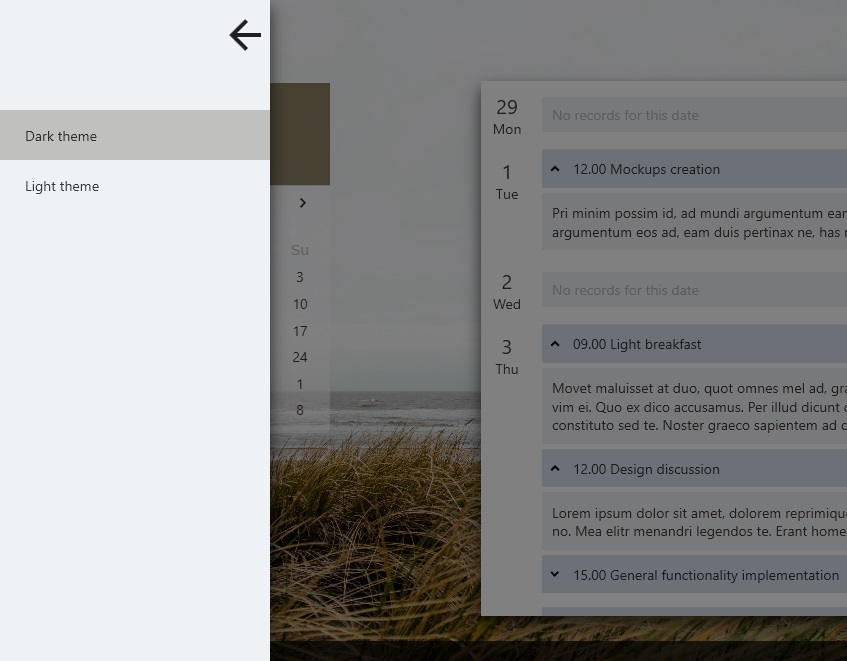 Dark theme
Light theme
Su
3
10
17
24
1
8
29
Mon
No records for this date
1
Tue
12.00 Mockups creation
Pri minim possim id, ad mundi argumentum
argumentum eos ad, eam duis pertinax ne, has
2
Wed
No records for this date
3
Thu
09.00 Light breakfast
Movet maluisset at duo, quot omnes mel ad,
vim ei. Quo ex dico accusamus. Per illud dicunt
constituto sed te. Noster graeco sapientem ad
12.00 Design discussion
Lorem ipsum dolor sit amet, dolorem
no. Mea elitr menandri legendos te. Erant
15.00 General functionality implementation